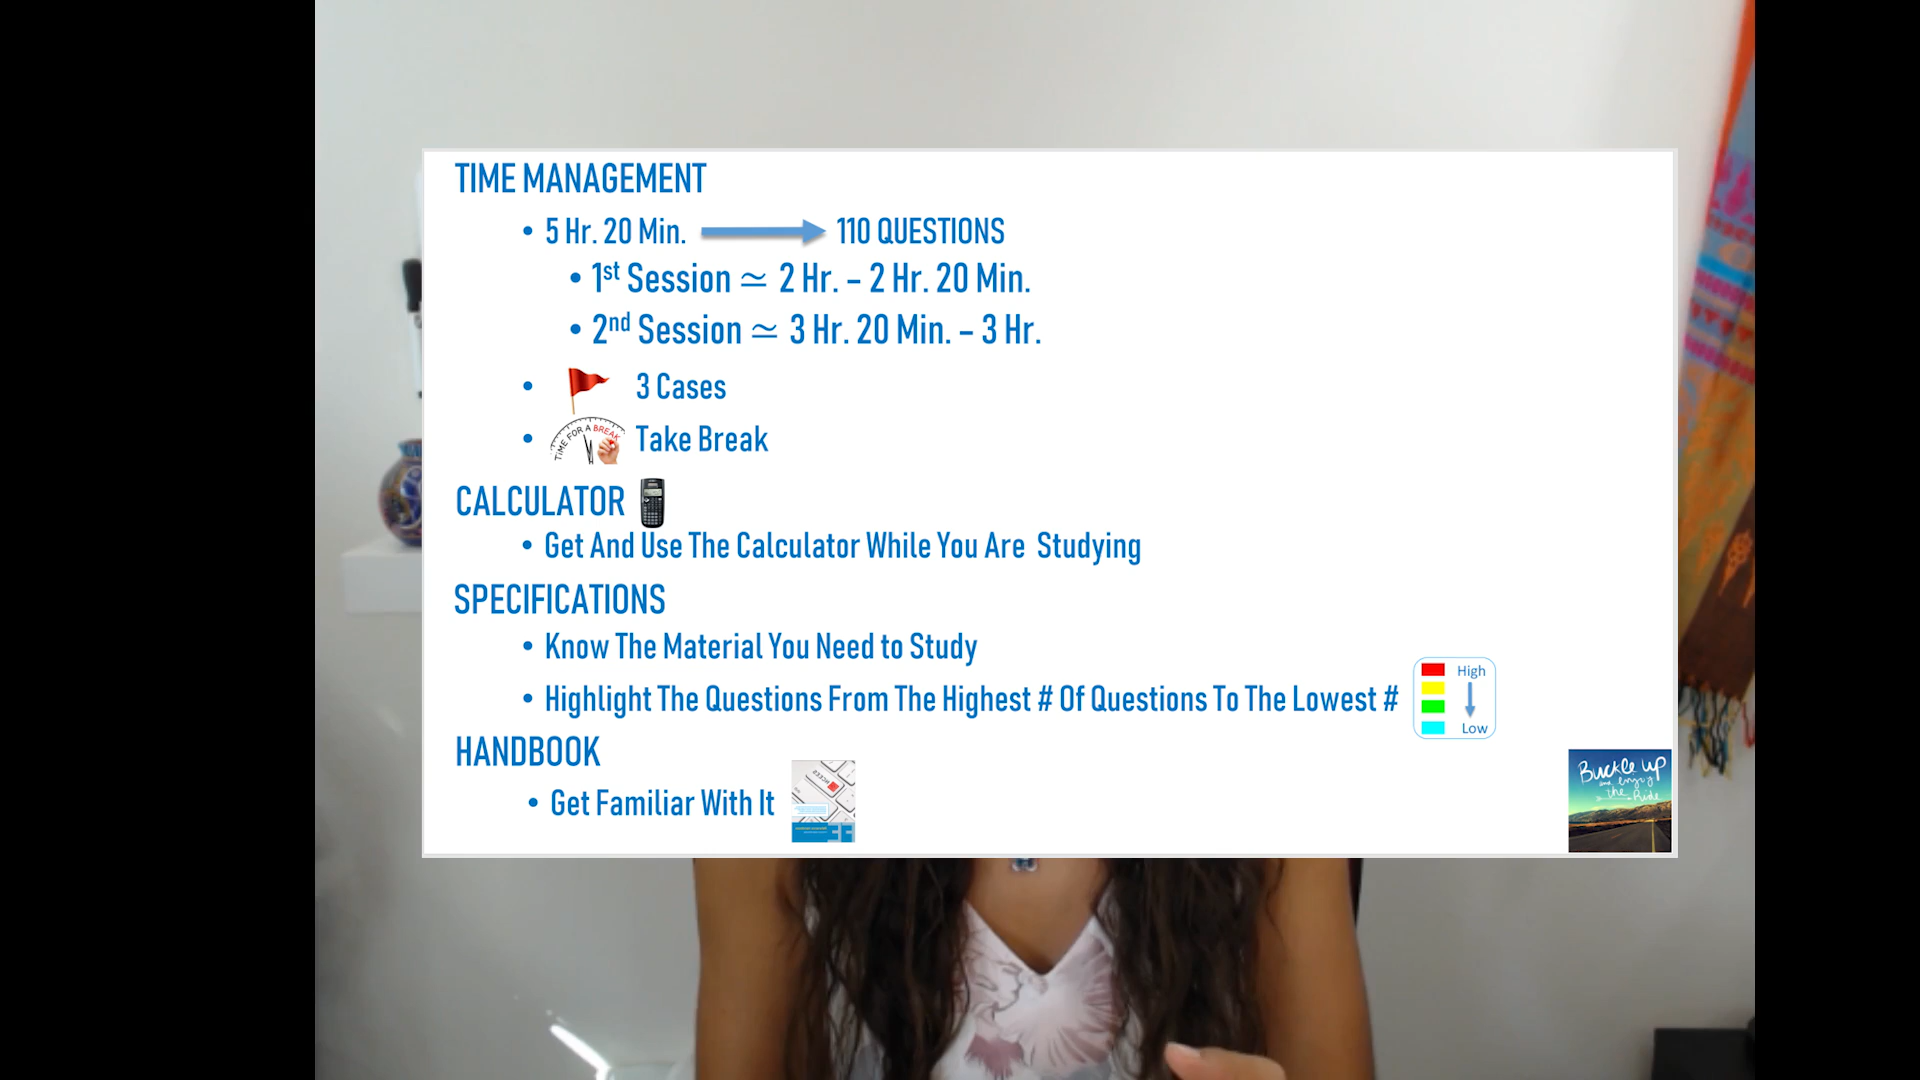 TIME MANAGEMENT
• 5 Hr. 20 Min. 110 QUESTIONS
• 1st Session ≃ 2 Hr. – 2 Hr. 20 Min.
• 2nd Session ≃ 3 Hr. 20 Min. – 3 Hr.
• 3 Cases
• TIME FOR A BREAK Take Break
CALCULATOR
• Get And Use The Calculator While You Are Studying
SPECIFICATIONS
• Know The Material You Need to Study
• Highlight The Questions From The Highest # Of Questions To The Lowest #
High
Low
HANDBOOK
• Get Familiar With It
NCEES
Buckle up
and enjoy
the Ride